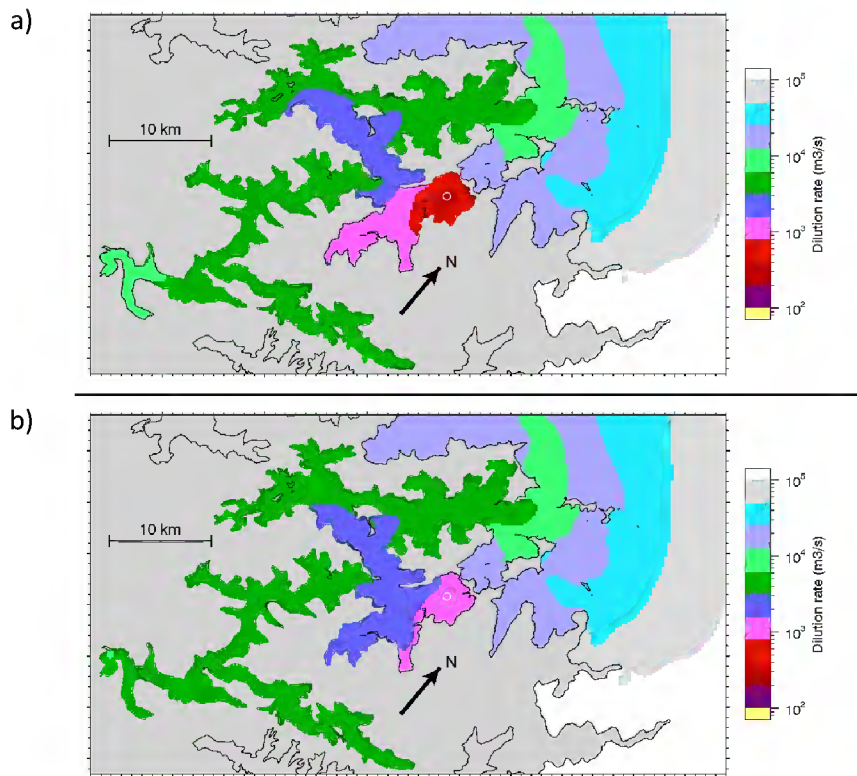 a)
10 km
N
10⁵
10⁴
10³
10²
Dilution rate (m3/s)
b)
10 km
N
10⁵
10⁴
10³
10²
Dilution rate (m3/s)